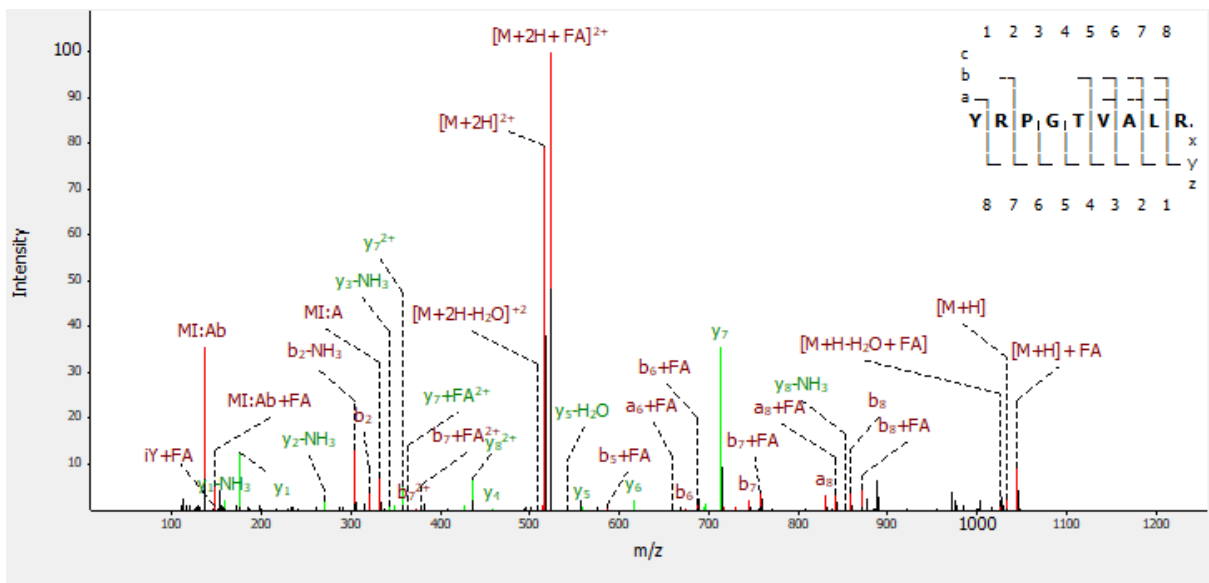 [M+2H+ FA]²⁺
100
90
80
70
60
50
40
30
20
10
Intensity
[M+2H]²⁺
y₇²⁺
y₃-NH₃
MI:A
[M+2H-H₂O]⁺²
MI:Ab
b₂-NH₃
MI:Ab+FA
b₂
y₇+FA²⁺
y₂-NH₃
b₇+FA²⁺
y₈²⁺
iY+FA
y₁-NH₃
y₁
b₇²⁺
y₄
y₅-H₂O
y₅
b₅+FA
y₆
a₆+FA
b₆+FA
b₆
y₇
b₇+FA
b₇
y₈-NH₃
a₈+FA
a₈
b₈
b₈+FA
[M+H-H₂O+ FA]
[M+H]
[M+H]+ FA
1 2 3 4 5 6 7 8
c
b
a
Y R P G T V A L R.
x
y
z
8 7 6 5 4 3 2 1
100 200 300 400 500 600 700 800 900 1000 1100 1200
m/z